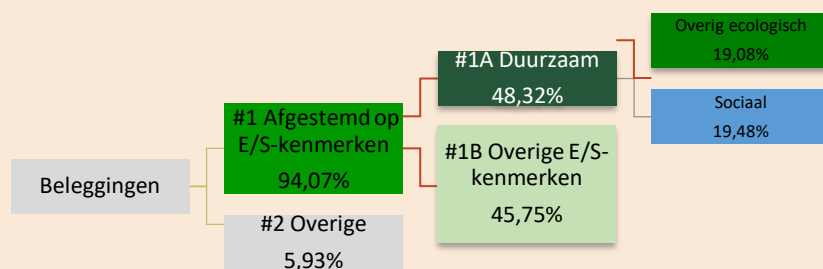 Beleggingen
#1 Afgestemd op
E/S-kenmerken
94,07%
#2 Overige
5,93%
#1A Duurzaam
48,32%
#1B Overige E/S-
kenmerken
45,75%
Overig ecologisch
19,08%
Sociaal
19,48%